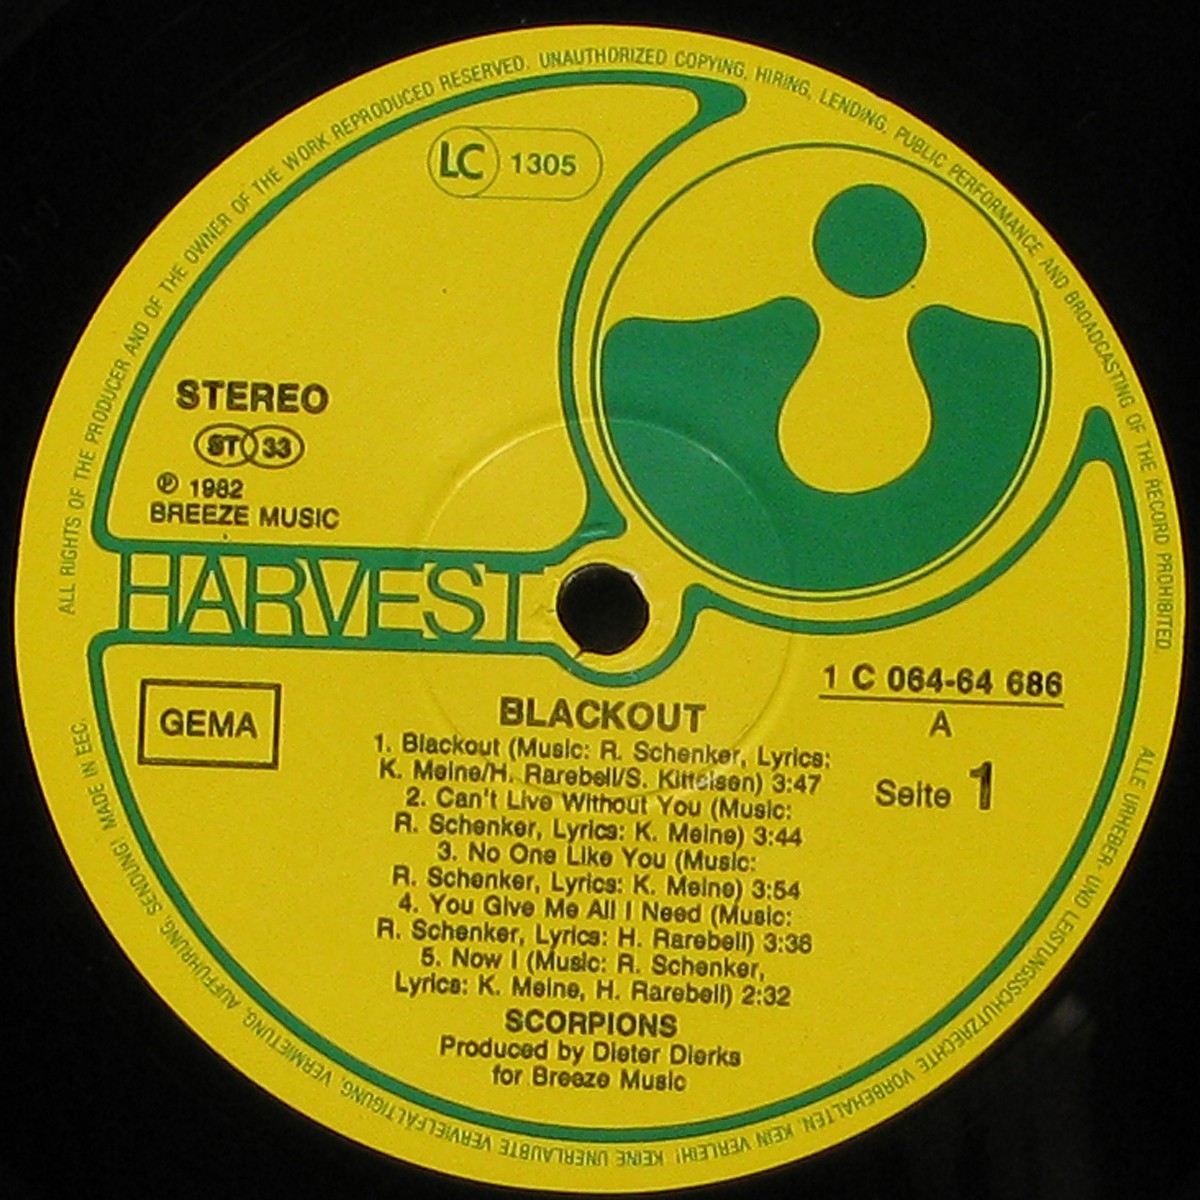 ALL RIGHTS OF THE PRODUCER AND OF THE OWNER OF THE WORK REPRODUCED RESERVED. UNAUTHORIZED COPYING, HIRING, LENDING, PUBLIC PERFORMANCE AND BROADCASTING OF THE RECORD PROHIBITED.
LC 1305
STEREO
ST 33
℗ 1982
BREEZE MUSIC
HARVEST
GEMA
1 C 064-64 686
A
Seite 1
BLACKOUT
1. Blackout (Music: R. Schenker, Lyrics:
K. Meine/H. Rarebell/S. Kittelsen) 3:47
2. Can't Live Without You (Music:
R. Schenker, Lyrics: K. Meine) 3:44
3. No One Like You (Music:
R. Schenker, Lyrics: K. Meine) 3:54
4. You Give Me All I Need (Music:
R. Schenker, Lyrics: H. Rarebell) 3:36
5. Now I (Music: R. Schenker,
Lyrics: K. Meine, H. Rarebell) 2:32
SCORPIONS
Produced by Dieter Dierks
for Breeze Music
ALLE URHEBER- UND LEISTUNGSSCHUTZRECHTE VORBEHALTEN. KEIN VERLEIH! KEINE UNERLAUBTE VERVIELFÄLTIGUNG, VERMIETUNG, AUFFÜHRUNG, SENDUNG! MADE IN EEC.